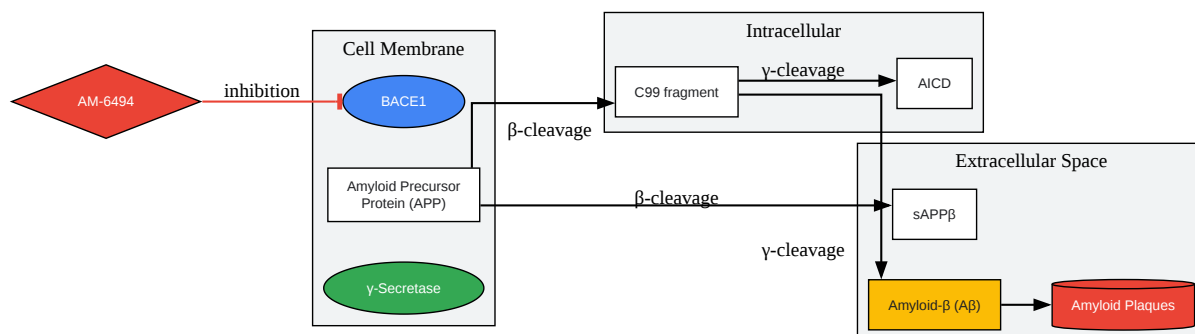 Intracellular
Cell Membrane
γ-cleavage
AM-6494
inhibition
BACE1
C99 fragment
AICD
β-cleavage
Extracellular Space
Amyloid Precursor
Protein (APP)
β-cleavage
sAPPβ
γ-cleavage
γ-Secretase
Amyloid-β (Aβ)
Amyloid Plaques